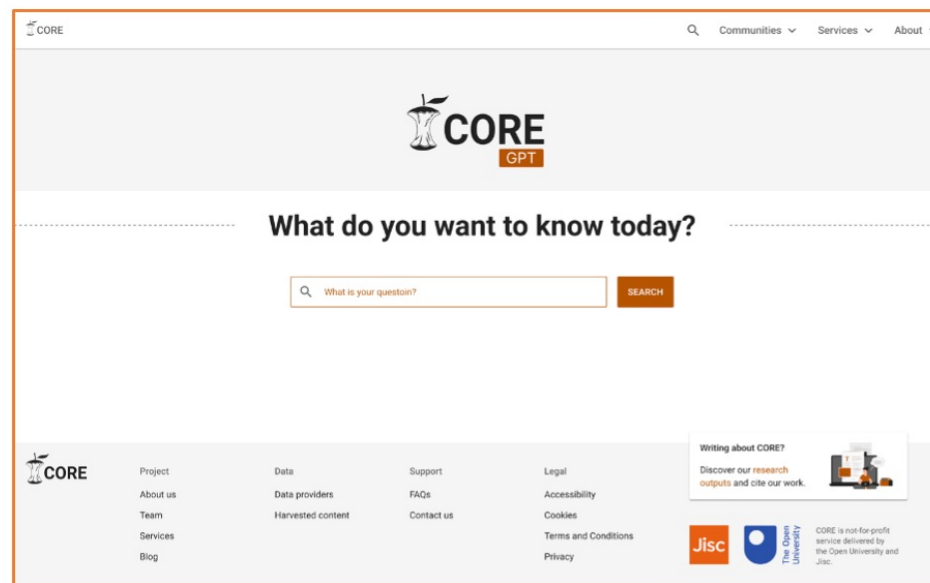 CORE
Communities
Services
About
CORE
GPT
What do you want to know today?
What is your questoin?
SEARCH
CORE
Project
About us
Team
Services
Blog
Data
Data providers
Harvested content
Support
FAQs
Contact us
Legal
Accessibility
Cookies
Terms and Conditions
Privacy
Writing about CORE?
Discover our research
outputs and cite our work.
Jisc
The Open
University
CORE is not-for-profit
service delivered by
the Open University and
Jisc.